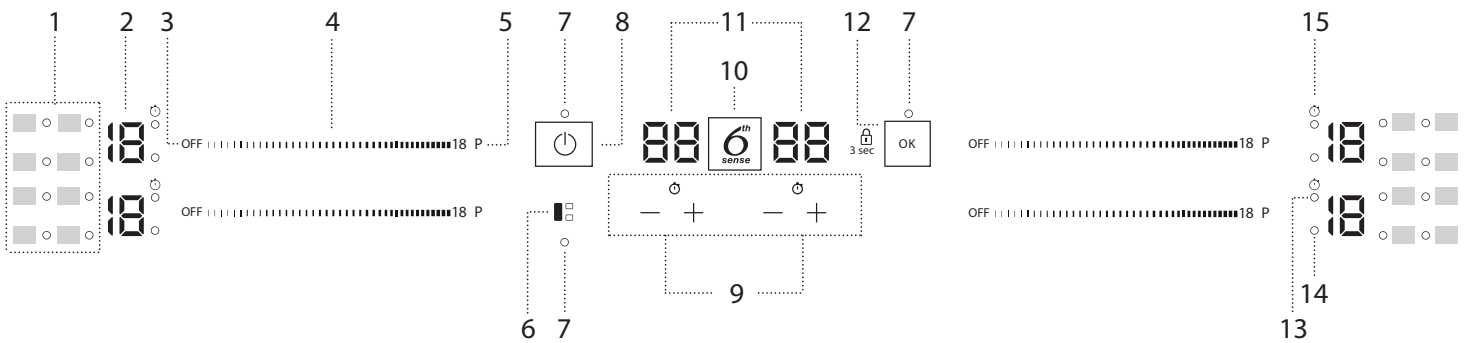 1 2 3 4 5 7 8 11 12 7 15
10
18 OFF 18 P 88 6th sense 88 3 sec OK OFF 18 P 18
18 OFF 18 P OFF 18 P 18
− + − +
9
6 7 13 14